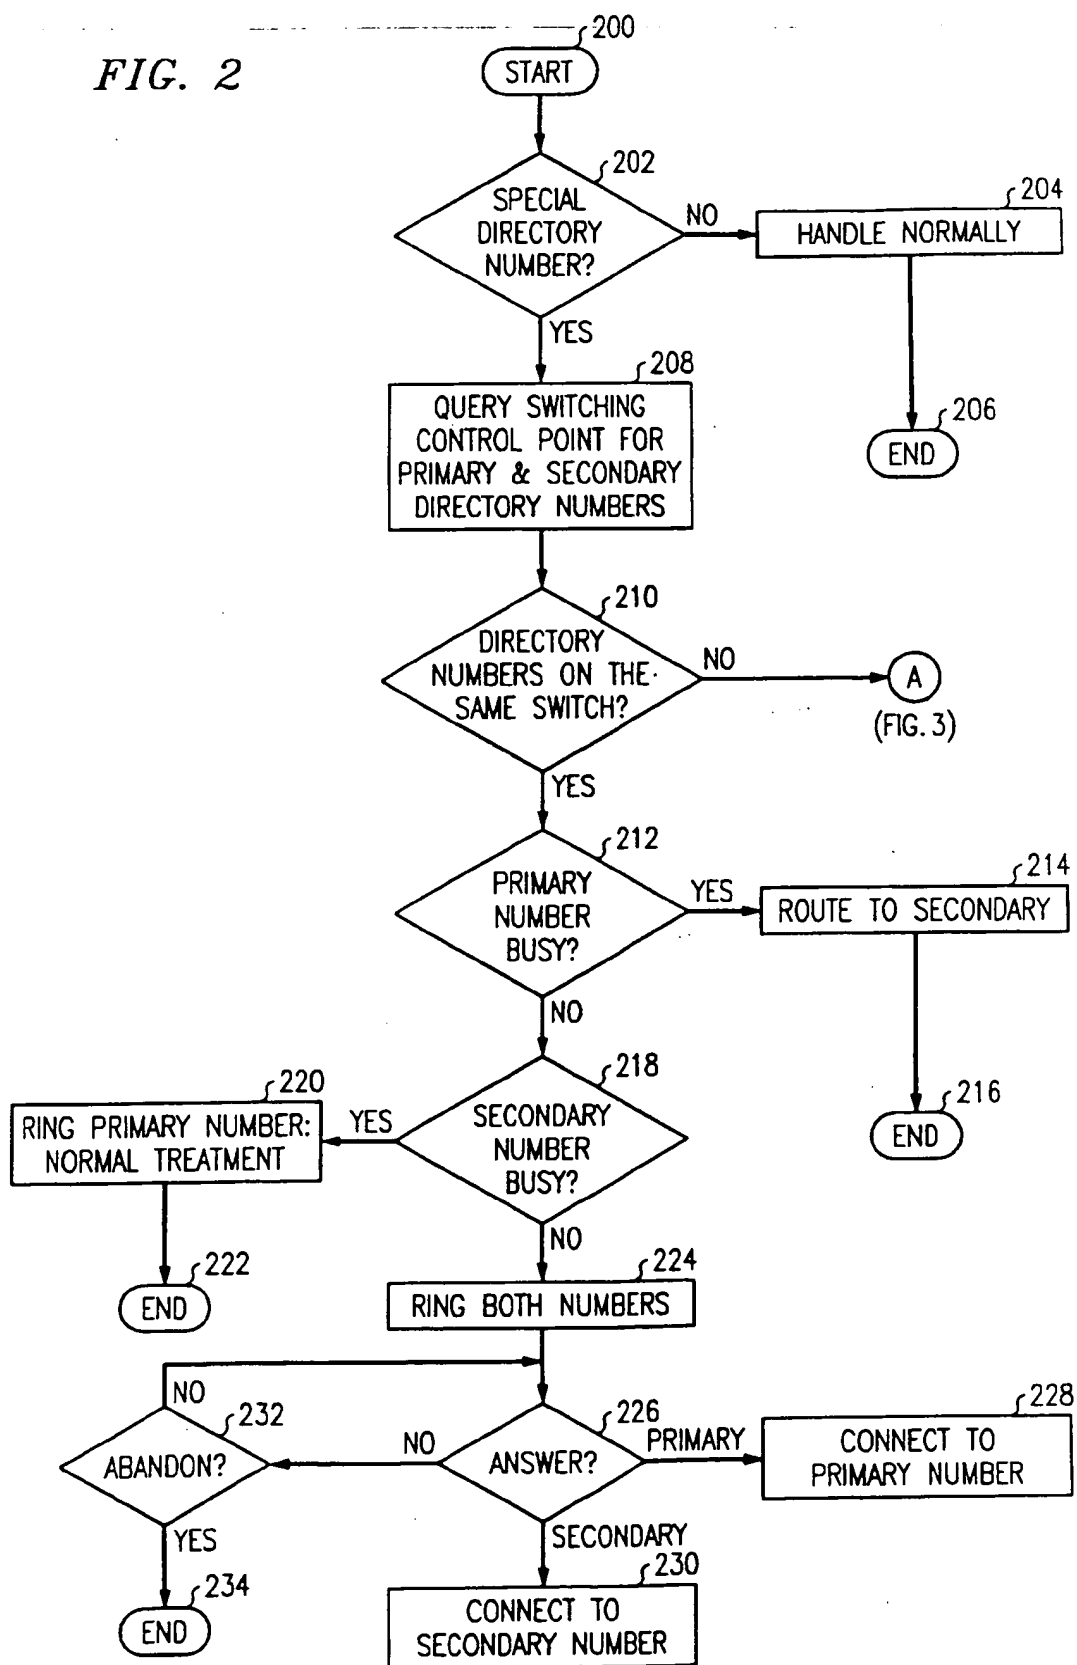 FIG. 2
200
START
202
SPECIAL
DIRECTORY
NUMBER?
NO
204
HANDLE NORMALLY
YES
206
END
208
QUERY SWITCHING
CONTROL POINT FOR
PRIMARY & SECONDARY
DIRECTORY NUMBERS
210
DIRECTORY
NUMBERS ON THE
SAME SWITCH?
NO
A
(FIG. 3)
YES
212
PRIMARY
NUMBER
BUSY?
YES
214
ROUTE TO SECONDARY
NO
216
END
218
SECONDARY
NUMBER
BUSY?
YES
220
RING PRIMARY NUMBER:
NORMAL TREATMENT
222
END
NO
224
RING BOTH NUMBERS
226
ANSWER?
PRIMARY
228
CONNECT TO
PRIMARY NUMBER
NO
232
ABANDON?
NO
YES
234
END
SECONDARY
230
CONNECT TO
SECONDARY NUMBER